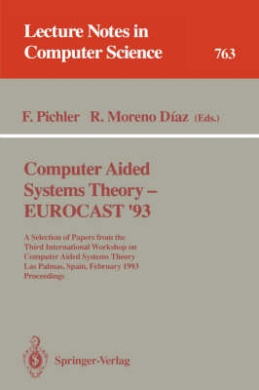 Lecture Notes in
Computer Science 763
F. Pichler R. Moreno Díaz (Eds.)
Computer Aided
Systems Theory –
EUROCAST '93
A Selection of Papers from the
Third International Workshop on
Computer Aided Systems Theory
Las Palmas, Spain, February 1993
Proceedings
Springer-Verlag